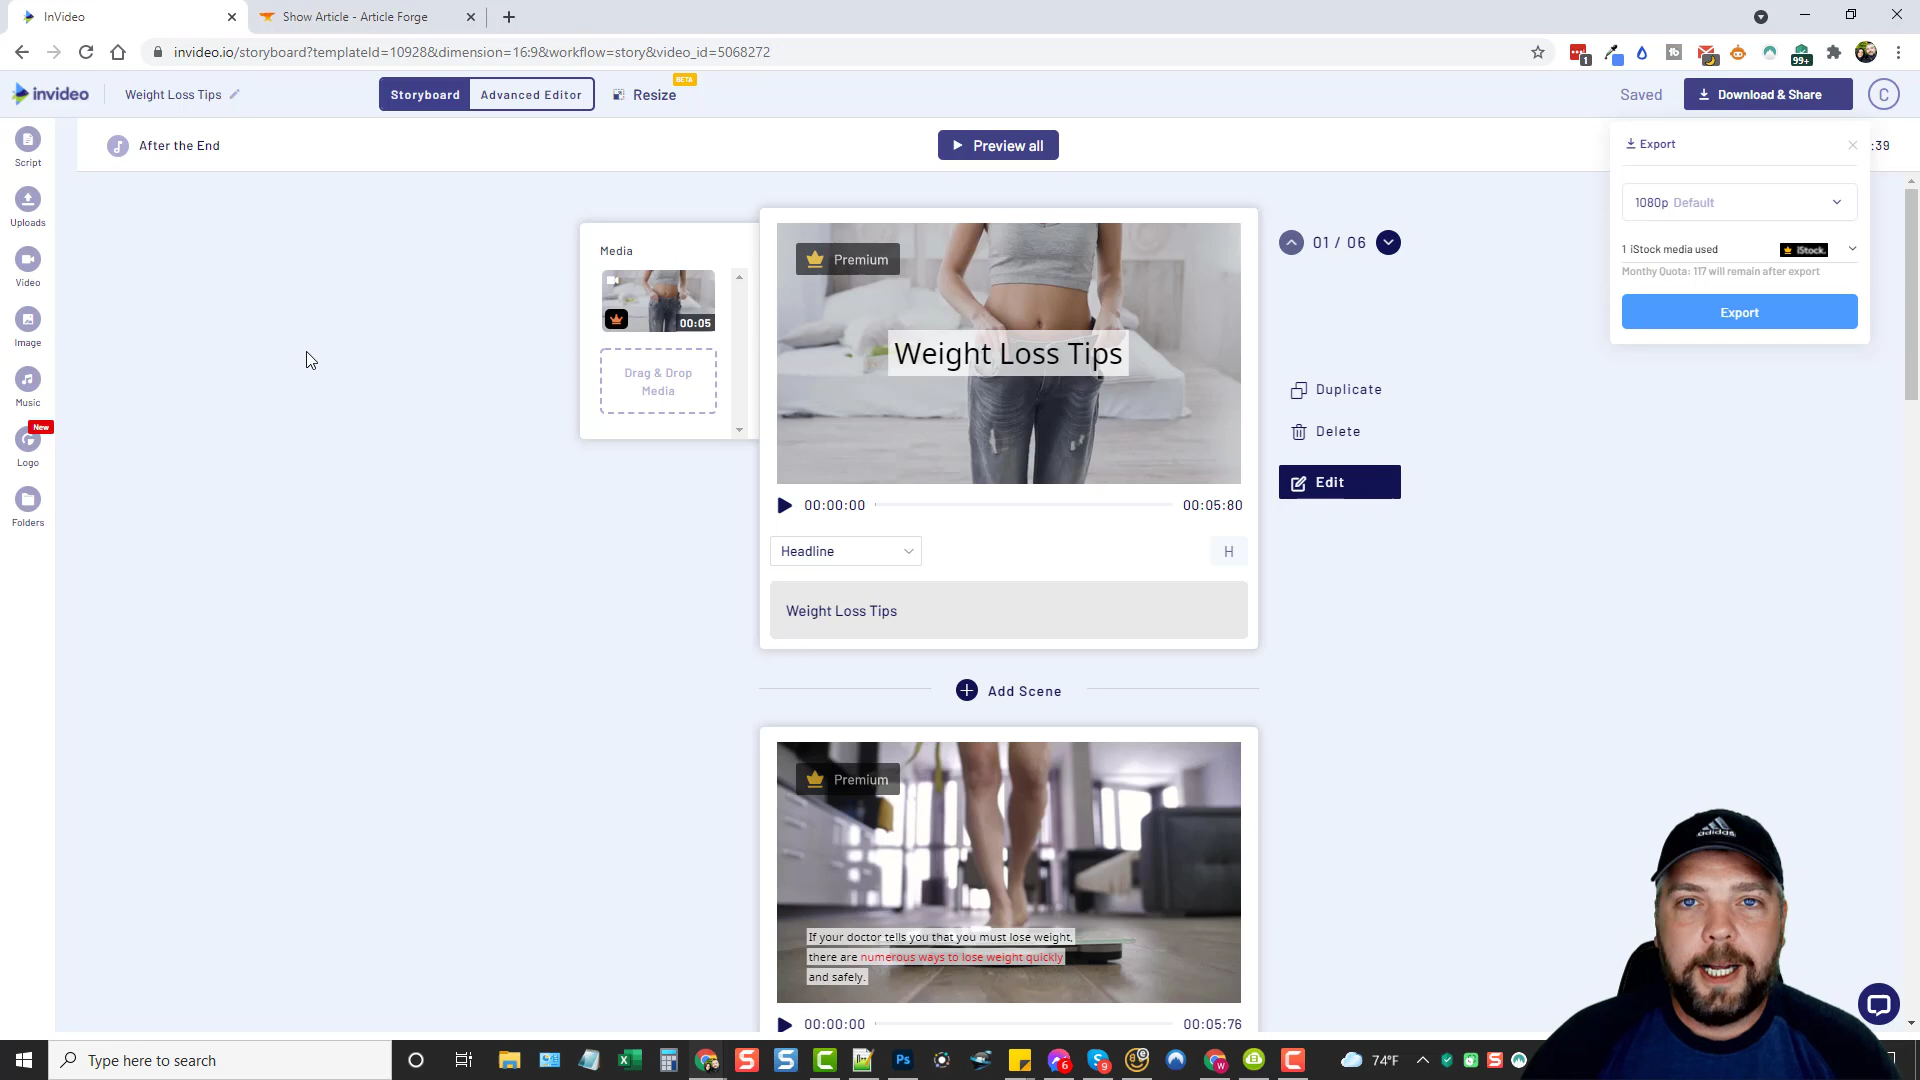 InVideo
Show Article - Article Forge
invideo.io/storyboard?templateId=10928&dimension=16:9&workflow=story&video_id=5068272
1
99+
invideo
Weight Loss Tips
Storyboard
Advanced Editor
Resize
BETA
Saved
Download & Share
C
After the End
Preview all
:39
Export
1080p Default
1 iStock media used
iStock.
Monthy Quota: 117 will remain after export
Export
Script
Uploads
Video
Image
Music
New
Logo
Folders
Media
00:05
Drag & Drop
Media
Premium
Weight Loss Tips
01 / 06
Duplicate
Delete
Edit
00:00:00
00:05:80
Headline
H
Weight Loss Tips
Add Scene
Premium
If your doctor tells you that you must lose weight,
there are numerous ways to lose weight quickly
and safely.
00:00:00
00:05:76
adidas
Type here to search
74°F